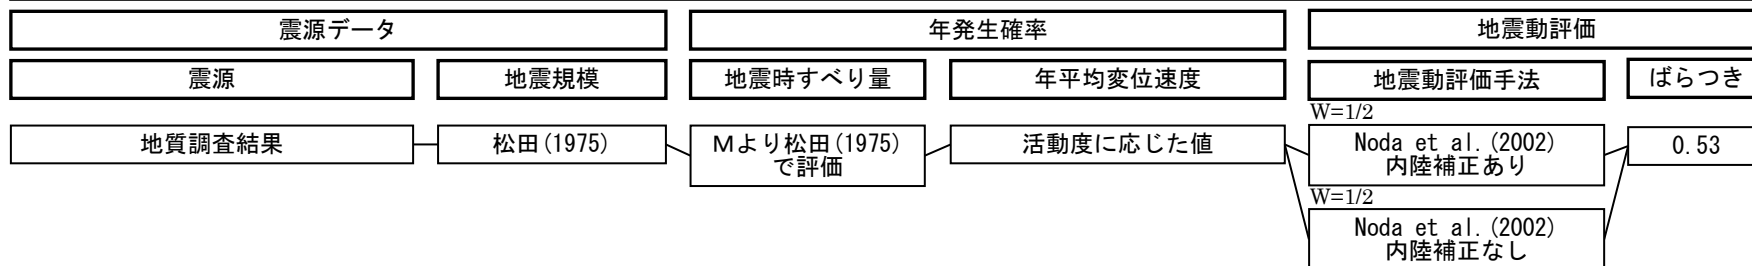 震源データ
年発生確率
地震動評価
震源
地震規模
地震時すべり量
年平均変位速度
地震動評価手法
ばらつき
W=1/2
地質調査結果
松田(1975)
Mより松田(1975)
で評価
活動度に応じた値
Noda et al.(2002)
内陸補正あり
0.53
W=1/2
Noda et al.(2002)
内陸補正なし